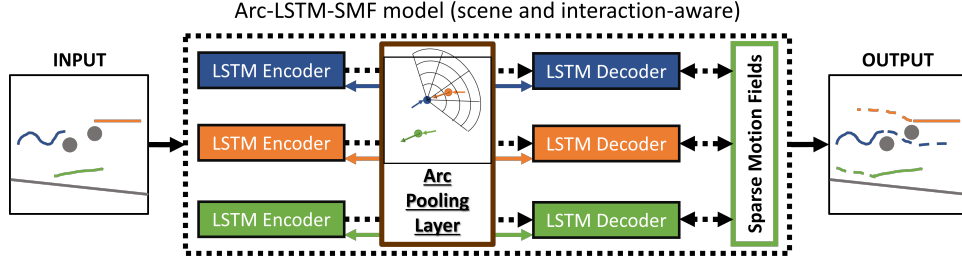 Arc-LSTM-SMF model (scene and interaction-aware)
INPUT
OUTPUT
LSTM Encoder
LSTM Decoder
LSTM Encoder
LSTM Decoder
LSTM Encoder
LSTM Decoder
Arc
Pooling
Layer
Sparse Motion Fields